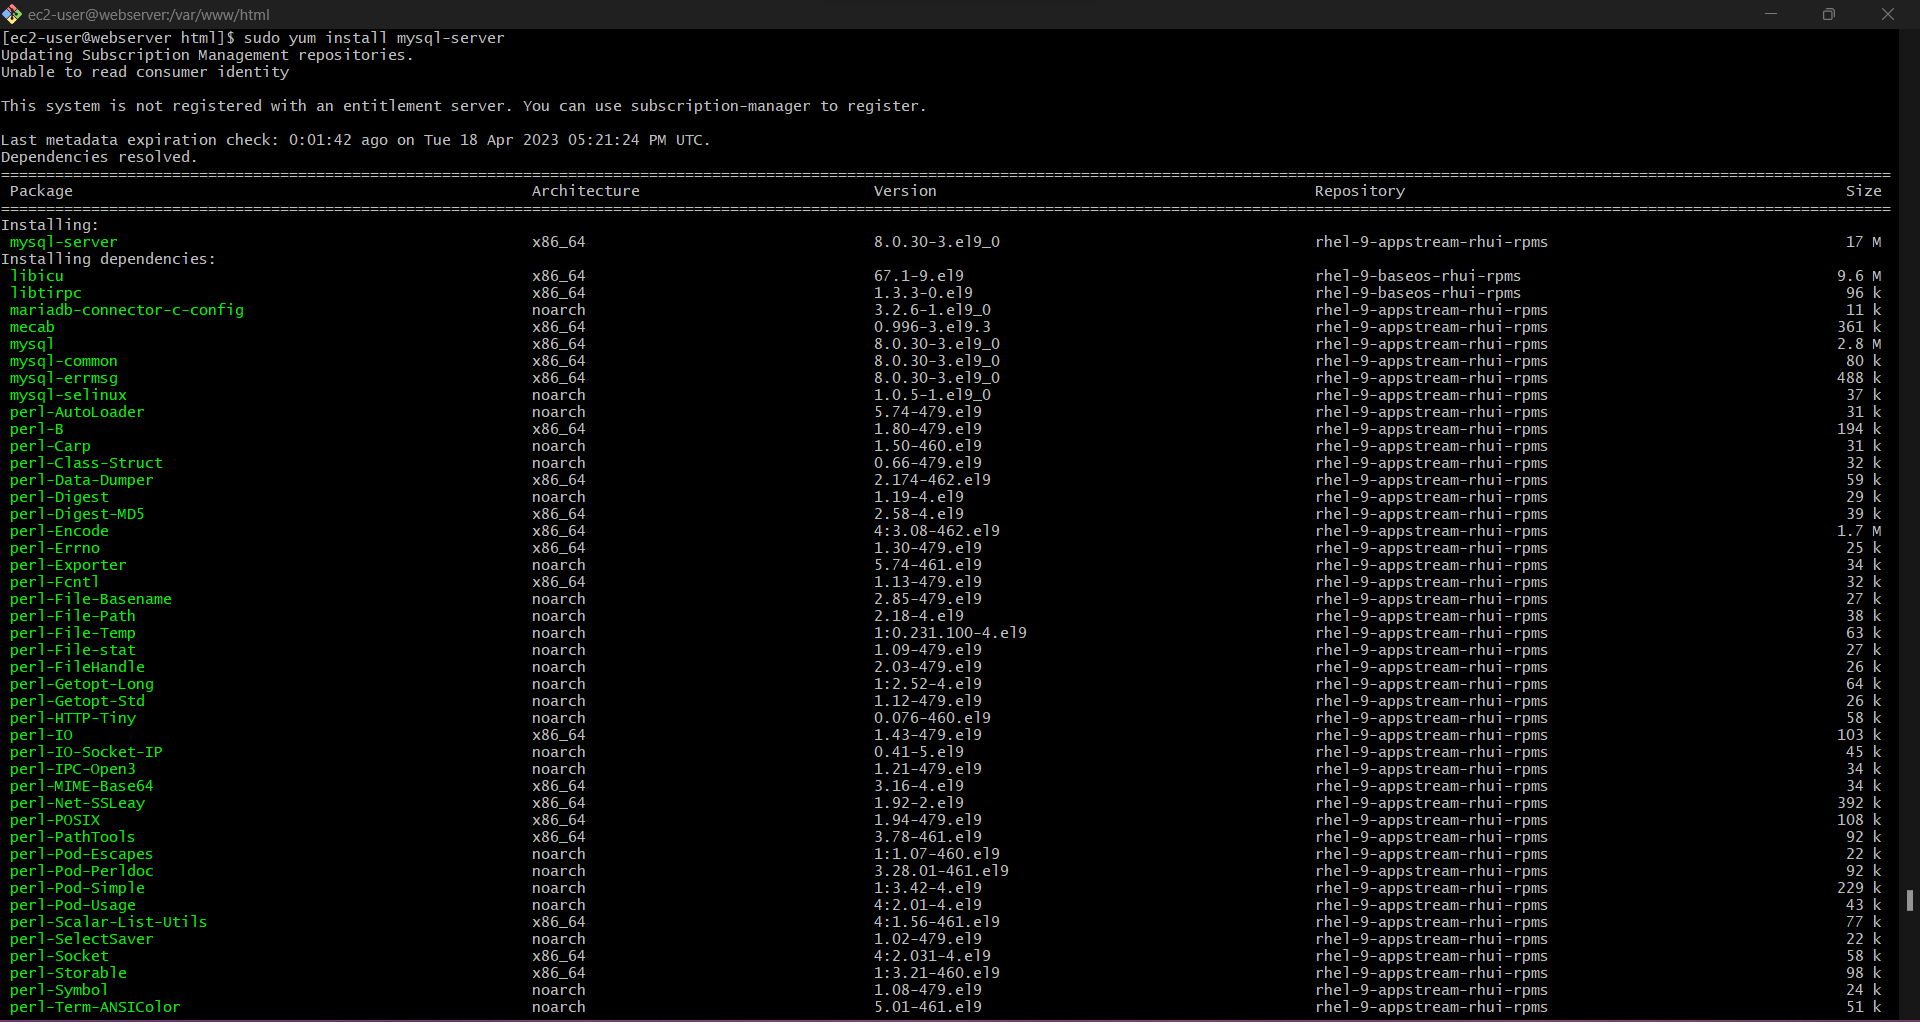 ec2-user@webserver:/var/www/html
[ec2-user@webserver html]$ sudo yum install mysql-server
Updating Subscription Management repositories.
Unable to read consumer identity
This system is not registered with an entitlement server. You can use subscription-manager to register.
Last metadata expiration check: 0:01:42 ago on Tue 18 Apr 2023 05:21:24 PM UTC.
Dependencies resolved.
Package Architecture Version Repository Size
Installing:
mysql-server x86_64 8.0.30-3.el9_0 rhel-9-appstream-rhui-rpms 17 M
Installing dependencies:
libicu x86_64 67.1-9.el9 rhel-9-baseos-rhui-rpms 9.6 M
libtirpc x86_64 1.3.3-0.el9 rhel-9-baseos-rhui-rpms 96 k
mariadb-connector-c-config noarch 3.2.6-1.el9_0 rhel-9-appstream-rhui-rpms 11 k
mecab x86_64 0.996-3.el9.3 rhel-9-appstream-rhui-rpms 361 k
mysql x86_64 8.0.30-3.el9_0 rhel-9-appstream-rhui-rpms 2.8 M
mysql-common x86_64 8.0.30-3.el9_0 rhel-9-appstream-rhui-rpms 80 k
mysql-errmsg x86_64 8.0.30-3.el9_0 rhel-9-appstream-rhui-rpms 488 k
mysql-selinux noarch 1.0.5-1.el9_0 rhel-9-appstream-rhui-rpms 37 k
perl-AutoLoader noarch 5.74-479.el9 rhel-9-appstream-rhui-rpms 31 k
perl-B x86_64 1.80-479.el9 rhel-9-appstream-rhui-rpms 194 k
perl-Carp noarch 1.50-460.el9 rhel-9-appstream-rhui-rpms 31 k
perl-Class-Struct noarch 0.66-479.el9 rhel-9-appstream-rhui-rpms 32 k
perl-Data-Dumper x86_64 2.174-462.el9 rhel-9-appstream-rhui-rpms 59 k
perl-Digest noarch 1.19-4.el9 rhel-9-appstream-rhui-rpms 29 k
perl-Digest-MD5 x86_64 2.58-4.el9 rhel-9-appstream-rhui-rpms 39 k
perl-Encode x86_64 4:3.08-462.el9 rhel-9-appstream-rhui-rpms 1.7 M
perl-Errno x86_64 1.30-479.el9 rhel-9-appstream-rhui-rpms 25 k
perl-Exporter noarch 5.74-461.el9 rhel-9-appstream-rhui-rpms 34 k
perl-Fcntl x86_64 1.13-479.el9 rhel-9-appstream-rhui-rpms 32 k
perl-File-Basename noarch 2.85-479.el9 rhel-9-appstream-rhui-rpms 27 k
perl-File-Path noarch 2.18-4.el9 rhel-9-appstream-rhui-rpms 38 k
perl-File-Temp noarch 1:0.231.100-4.el9 rhel-9-appstream-rhui-rpms 63 k
perl-File-stat noarch 1.09-479.el9 rhel-9-appstream-rhui-rpms 27 k
perl-FileHandle noarch 2.03-479.el9 rhel-9-appstream-rhui-rpms 26 k
perl-Getopt-Long noarch 1:2.52-4.el9 rhel-9-appstream-rhui-rpms 64 k
perl-Getopt-Std noarch 1.12-479.el9 rhel-9-appstream-rhui-rpms 26 k
perl-HTTP-Tiny noarch 0.076-460.el9 rhel-9-appstream-rhui-rpms 58 k
perl-IO x86_64 1.43-479.el9 rhel-9-appstream-rhui-rpms 103 k
perl-IO-Socket-IP noarch 0.41-5.el9 rhel-9-appstream-rhui-rpms 45 k
perl-IPC-Open3 noarch 1.21-479.el9 rhel-9-appstream-rhui-rpms 34 k
perl-MIME-Base64 x86_64 3.16-4.el9 rhel-9-appstream-rhui-rpms 34 k
perl-Net-SSLeay x86_64 1.92-2.el9 rhel-9-appstream-rhui-rpms 392 k
perl-POSIX x86_64 1.94-479.el9 rhel-9-appstream-rhui-rpms 108 k
perl-PathTools x86_64 3.78-461.el9 rhel-9-appstream-rhui-rpms 92 k
perl-Pod-Escapes noarch 1:1.07-460.el9 rhel-9-appstream-rhui-rpms 22 k
perl-Pod-Perldoc noarch 3.28.01-461.el9 rhel-9-appstream-rhui-rpms 92 k
perl-Pod-Simple noarch 1:3.42-4.el9 rhel-9-appstream-rhui-rpms 229 k
perl-Pod-Usage noarch 4:2.01-4.el9 rhel-9-appstream-rhui-rpms 43 k
perl-Scalar-List-Utils x86_64 4:1.56-461.el9 rhel-9-appstream-rhui-rpms 77 k
perl-SelectSaver noarch 1.02-479.el9 rhel-9-appstream-rhui-rpms 22 k
perl-Socket x86_64 4:2.031-4.el9 rhel-9-appstream-rhui-rpms 58 k
perl-Storable x86_64 1:3.21-460.el9 rhel-9-appstream-rhui-rpms 98 k
perl-Symbol noarch 1.08-479.el9 rhel-9-appstream-rhui-rpms 24 k
perl-Term-ANSIColor noarch 5.01-461.el9 rhel-9-appstream-rhui-rpms 51 k